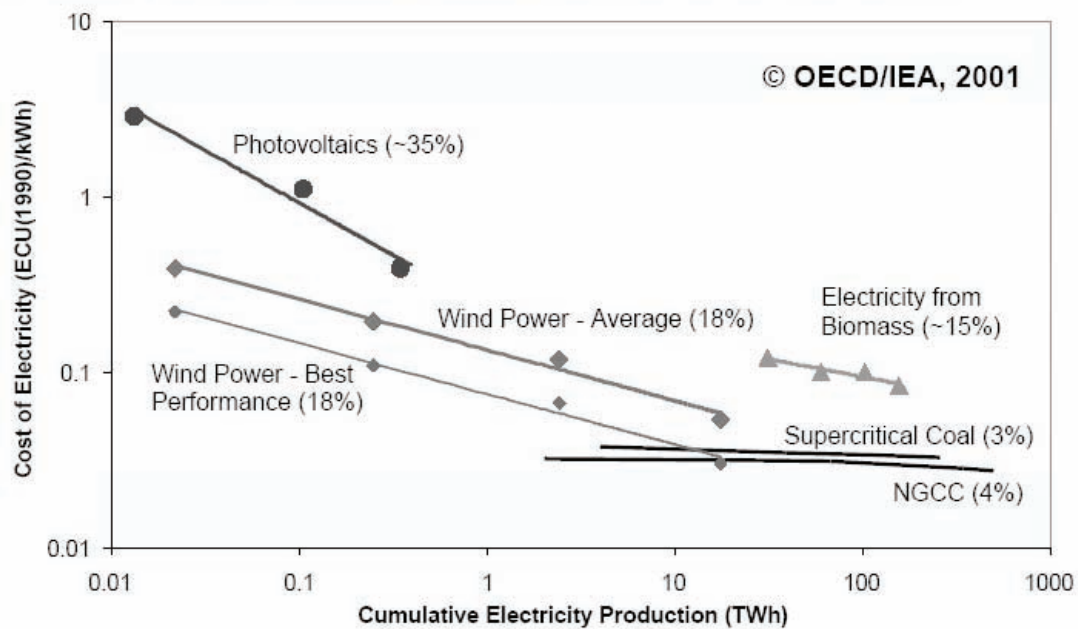 10
1
0.1
0.01
Cost of Electricity (ECU(1990)/kWh)
© OECD/IEA, 2001
Photovoltaics (~35%)
Wind Power - Average (18%)
Wind Power - Best
Performance (18%)
Electricity from
Biomass (~15%)
Supercritical Coal (3%)
NGCC (4%)
0.01
0.1
1
10
100
1000
Cumulative Electricity Production (TWh)